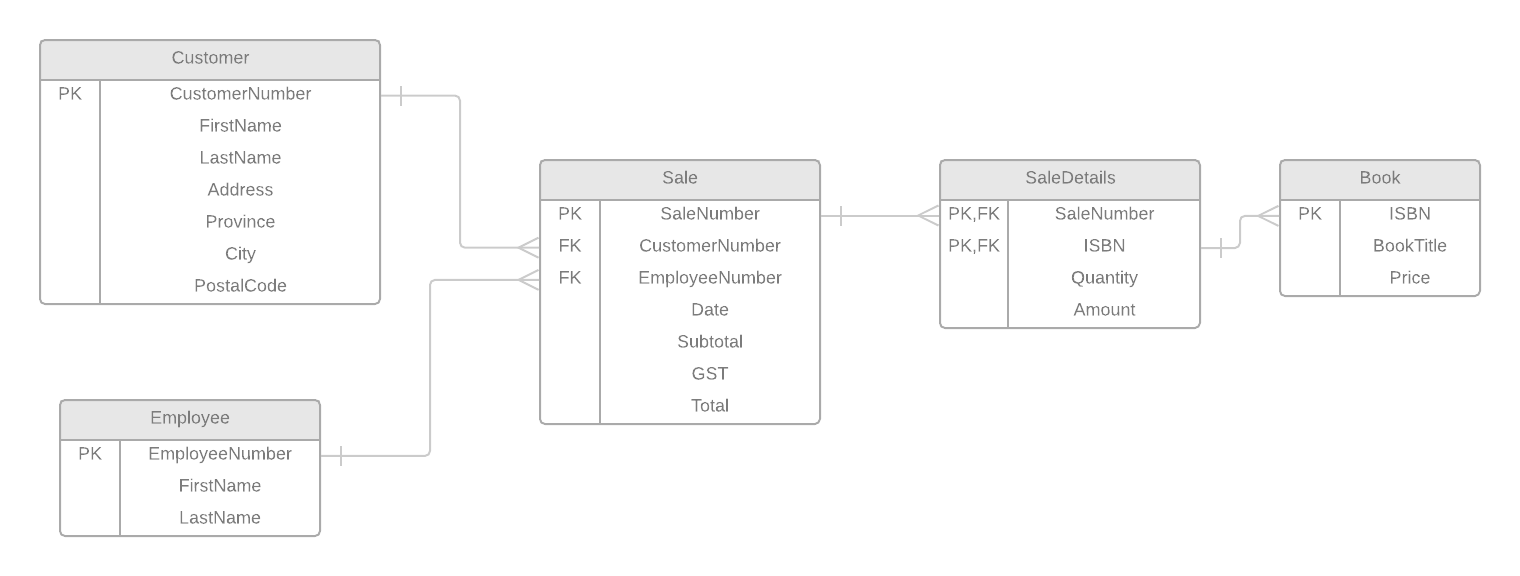 Customer
PK CustomerNumber
FirstName
LastName
Address
Province
City
PostalCode
Employee
PK EmployeeNumber
FirstName
LastName
Sale
PK SaleNumber
FK CustomerNumber
FK EmployeeNumber
Date
Subtotal
GST
Total
SaleDetails
PK,FK SaleNumber
PK,FK ISBN
Quantity
Amount
Book
PK ISBN
BookTitle
Price